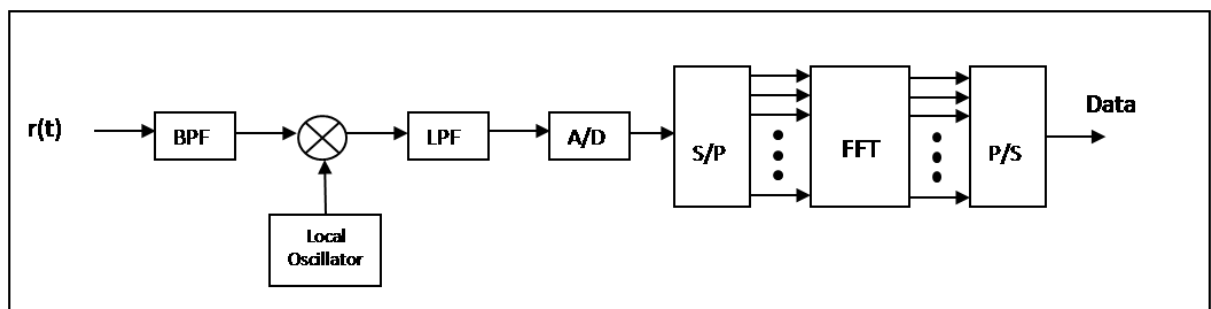 r(t)
BPF
LPF
A/D
S/P
FFT
P/S
Data
Local
Oscillator